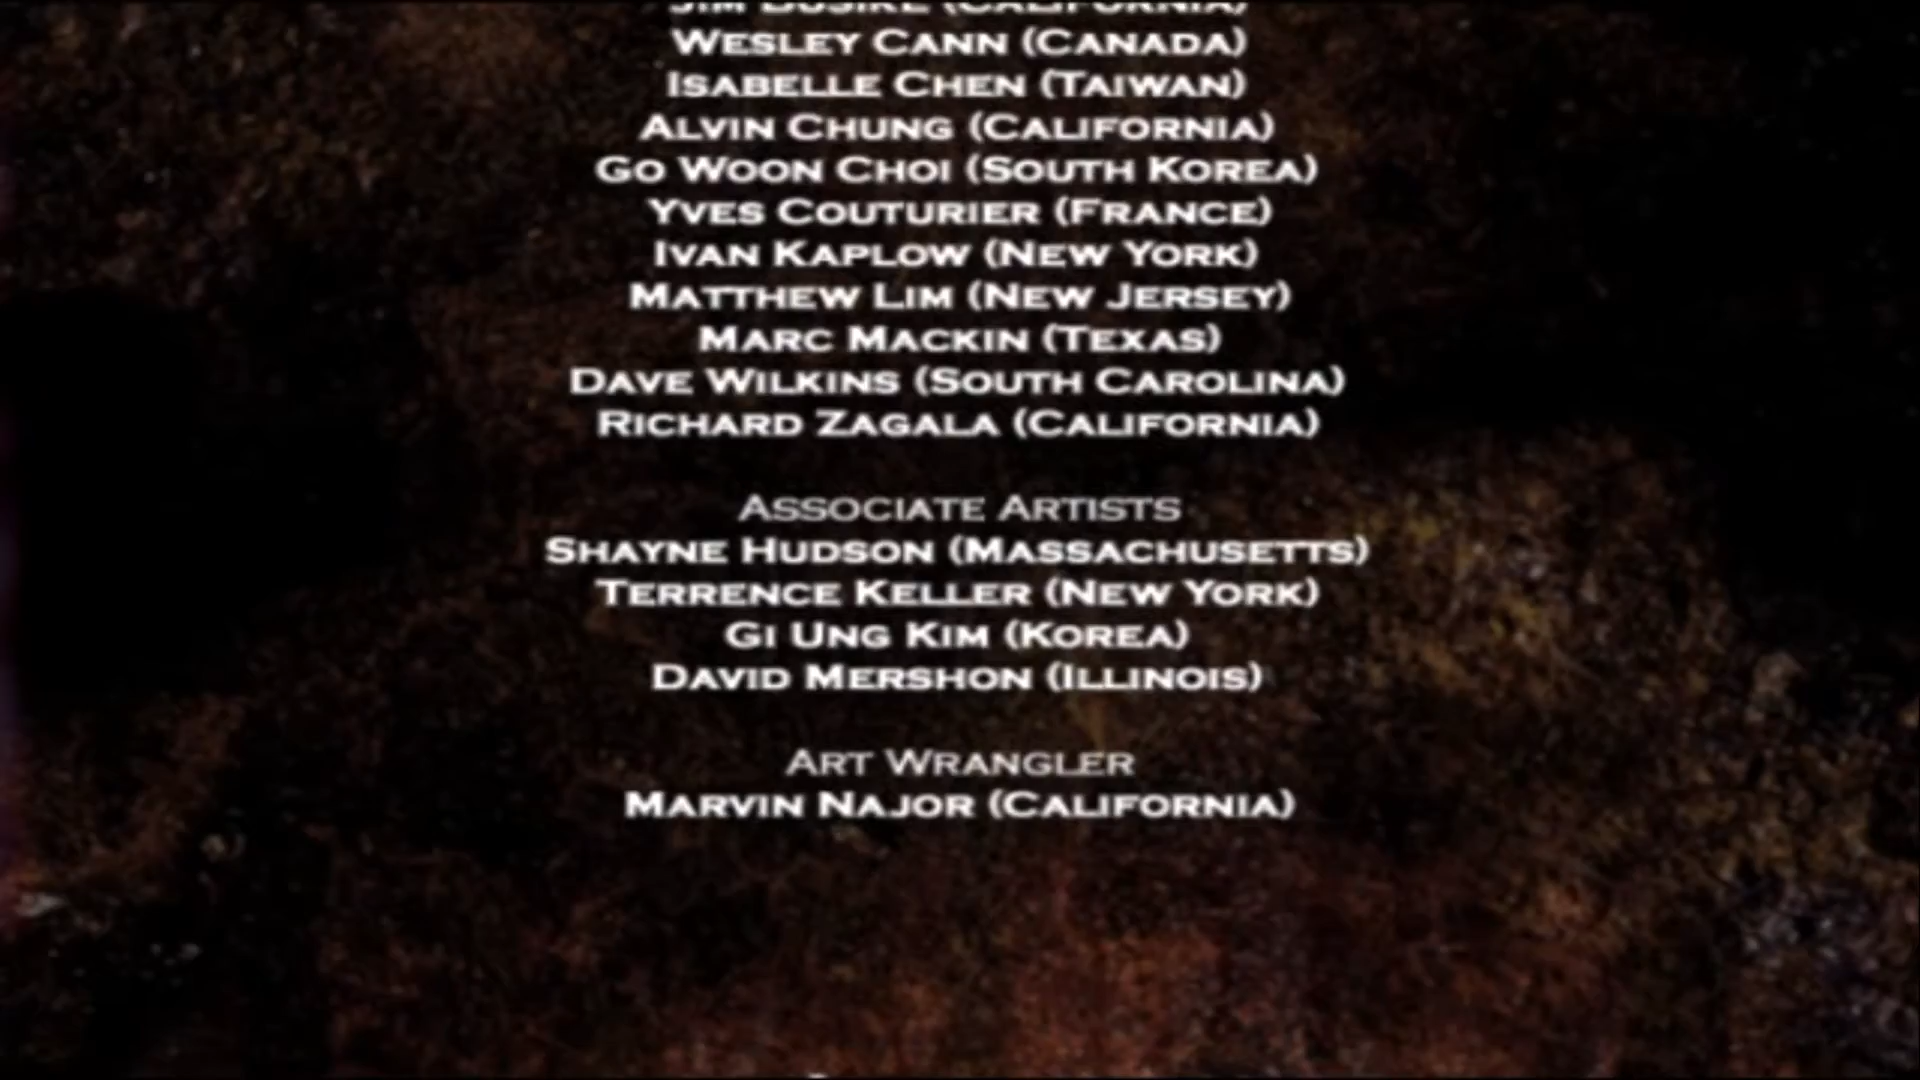 Wesley Cann (Canada)
Isabelle Chen (Taiwan)
Alvin Chung (California)
Go Woon Choi (South Korea)
Yves Couturier (France)
Ivan Kaplow (New York)
Matthew Lim (New Jersey)
Marc Mackin (Texas)
Dave Wilkins (South Carolina)
Richard Zagala (California)
Associate Artists
Shayne Hudson (Massachusetts)
Terrence Keller (New York)
Gi Ung Kim (Korea)
David Mershon (Illinois)
Art Wrangler
Marvin Najor (California)